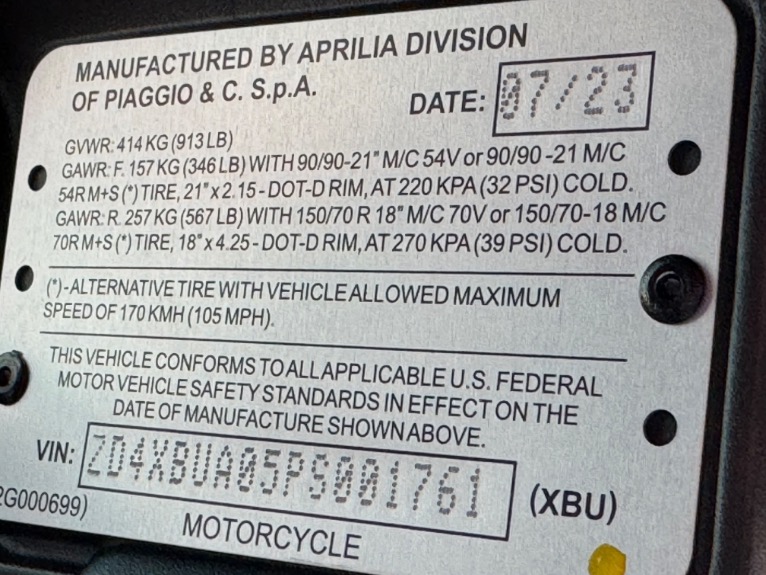 MANUFACTURED BY APRILIA DIVISION
OF PIAGGIO & C. S.p.A.
DATE: 07/23
GVWR: 414 KG (913 LB)
GAWR: F. 157 KG (346 LB) WITH 90/90-21" M/C 54V or 90/90 -21 M/C
54R M+S (*) TIRE, 21" x 2.15 - DOT-D RIM, AT 220 KPA (32 PSI) COLD.
GAWR: R. 257 KG (567 LB) WITH 150/70 R 18" M/C 70V or 150/70-18 M/C
70R M+S (*) TIRE, 18" x 4.25 - DOT-D RIM, AT 270 KPA (39 PSI) COLD.
(*) - ALTERNATIVE TIRE WITH VEHICLE ALLOWED MAXIMUM
SPEED OF 170 KMH (105 MPH).
THIS VEHICLE CONFORMS TO ALL APPLICABLE U.S. FEDERAL
MOTOR VEHICLE SAFETY STANDARDS IN EFFECT ON THE
DATE OF MANUFACTURE SHOWN ABOVE.
VIN: ZD4XBUA05PS001761 (XBU)
2G000699)
MOTORCYCLE